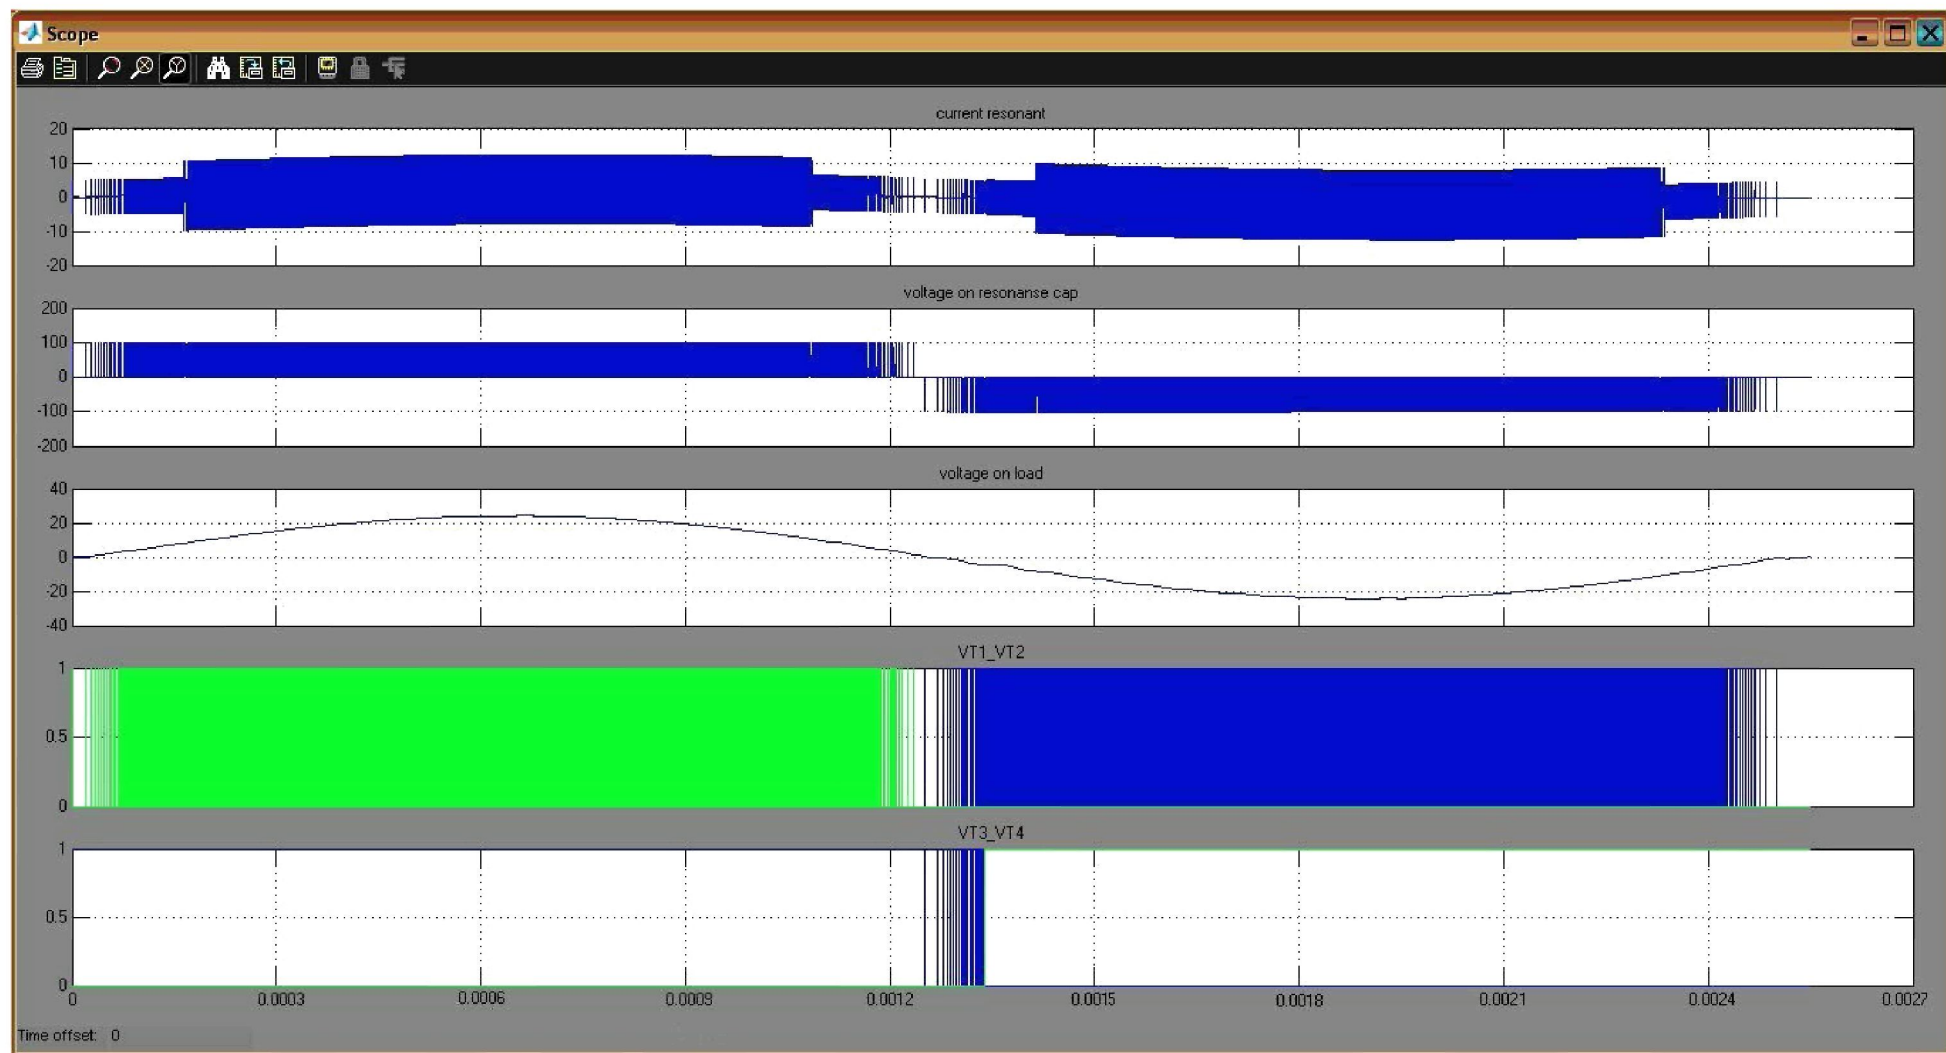 Scope
current resonant
20
10
0
-10
-20
voltage on resonanse cap
200
100
0
-100
-200
voltage on load
40
20
0
-20
-40
VT1_VT2
1
0.5
0
VT3_VT4
1
0.5
0
0 0.0003 0.0006 0.0009 0.0012 0.0015 0.0018 0.0021 0.0024 0.0027
Time offset: 0